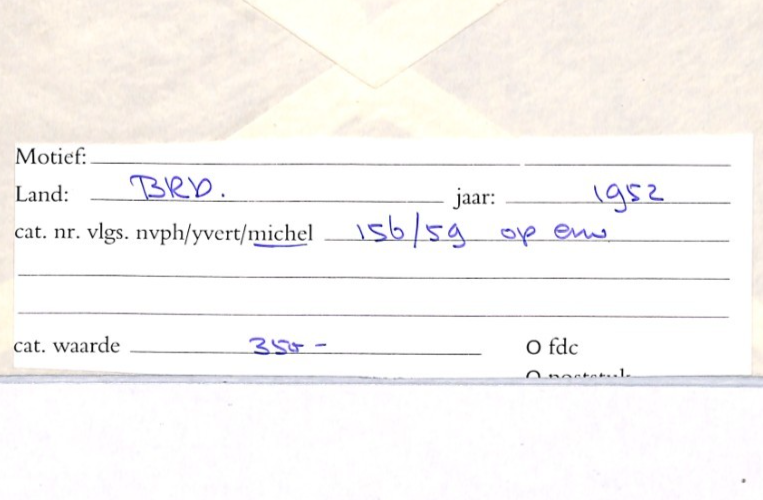 Motief:
Land: BRD. jaar: 1952
cat. nr. vlgs. nvph/yvert/michel 156/59 op env
cat. waarde 350 - O fdc
O poststuk